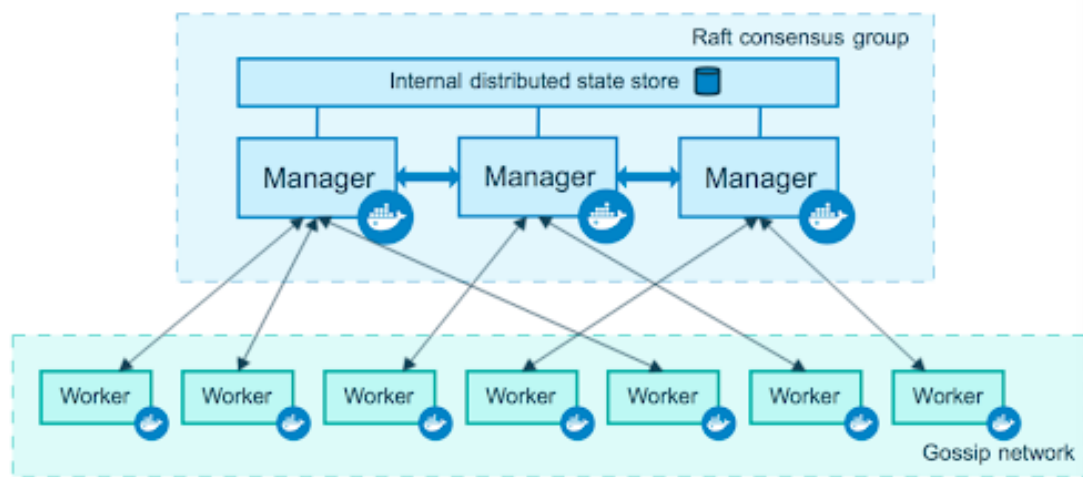 Raft consensus group
Internal distributed state store
Manager
Manager
Manager
Worker
Worker
Worker
Worker
Worker
Worker
Worker
Gossip network